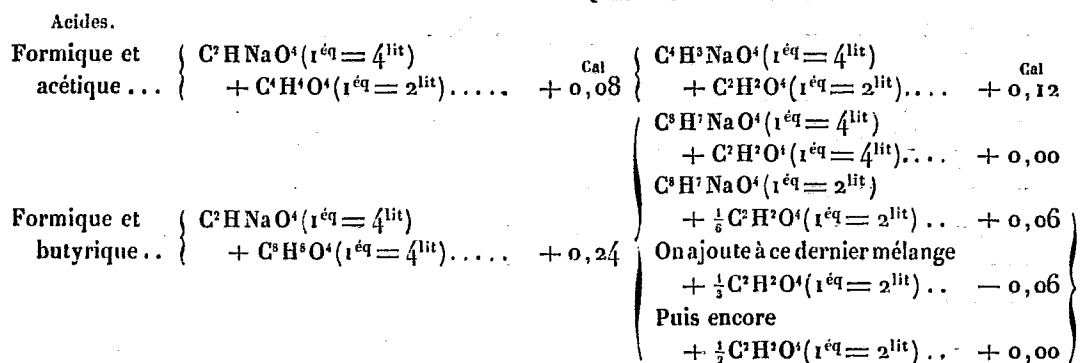 Acides.
Formique et
acétique...
C²HNaO⁴(1éq=4lit)
+ C⁴H⁴O⁴(1éq=2lit)..... + 0,08 Cal
C⁴H³NaO⁴(1éq=4lit)
+ C²H²O⁴(1éq=2lit).... + 0,12 Cal
Formique et
butyrique..
C²HNaO⁴(1éq=4lit)
+ C⁸H⁸O⁴(1éq=4lit)..... + 0,24
C⁸H⁷NaO⁴(1éq=4lit)
+ C²H²O⁴(1éq=4lit).... + 0,00
C⁸H⁷NaO⁴(1éq=2lit)
+ ⅙C²H²O⁴(1éq=2lit).. + 0,06
On ajoute à ce dernier mélange
+ ⅓C²H²O⁴(1éq=2lit).. — 0,06
Puis encore
+ ½C²H²O⁴(1éq=2lit).. + 0,00